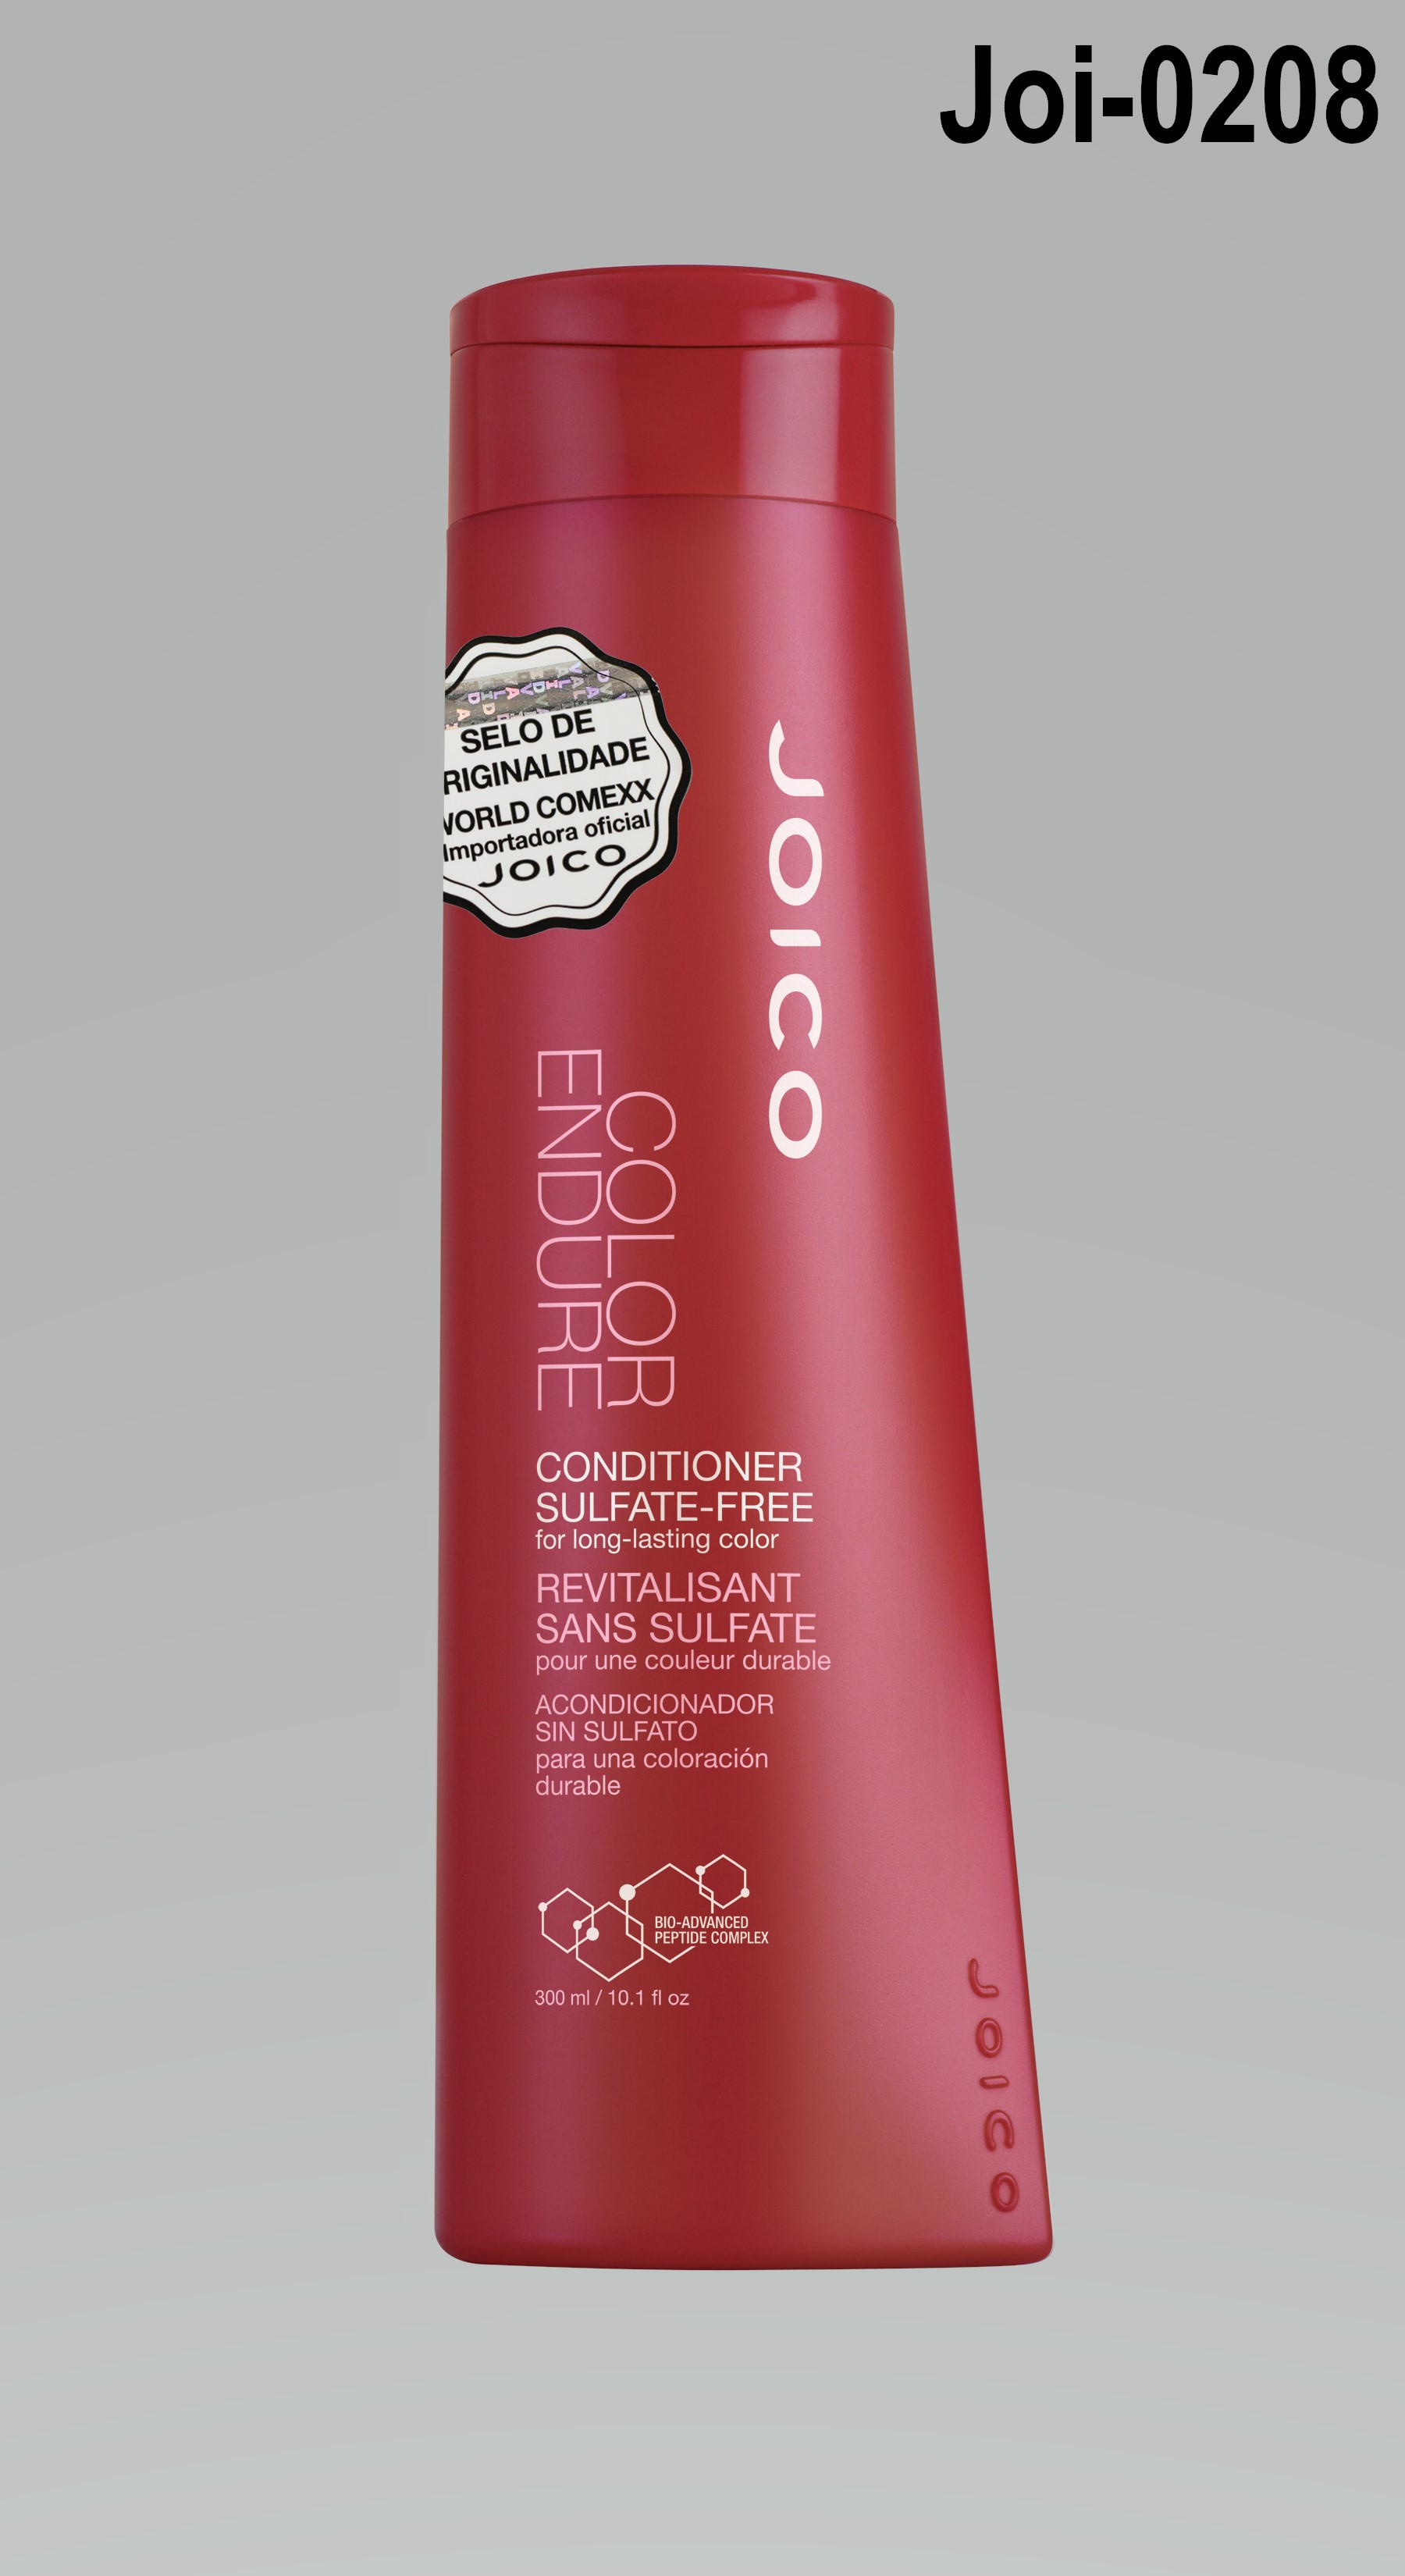 Joi-0208
SELO DE
RIGINALIDADE
WORLD COMEXX
Importadora oficial
JOICO
JOICO
COLOR
ENDURE
CONDITIONER
SULFATE-FREE
for long-lasting color
REVITALISANT
SANS SULFATE
pour une couleur durable
ACONDICIONADOR
SIN SULFATO
para una coloración
durable
BIO-ADVANCED
PEPTIDE COMPLEX
300 ml / 10.1 fl oz
JOICO